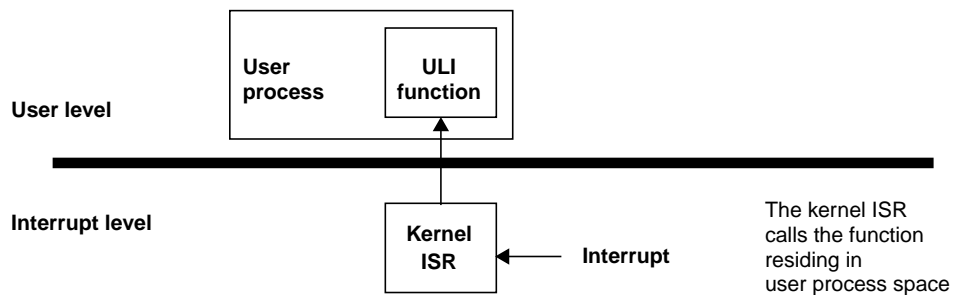 User
process
ULI
function
User level
Interrupt level
Kernel
ISR
Interrupt
The kernel ISR
calls the function
residing in
user process space